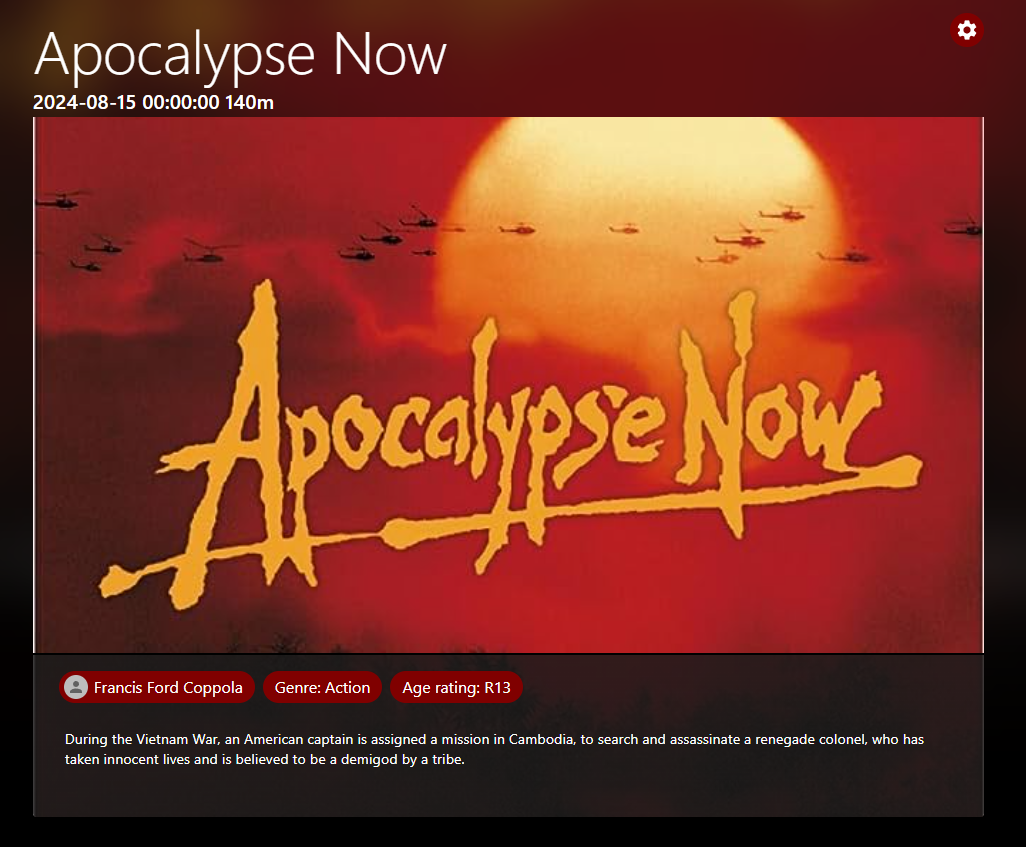 Apocalypse Now
2024-08-15 00:00:00 140m
Apocalypse Now
Francis Ford Coppola Genre: Action Age rating: R13
During the Vietnam War, an American captain is assigned a mission in Cambodia, to search and assassinate a renegade colonel, who has
taken innocent lives and is believed to be a demigod by a tribe.